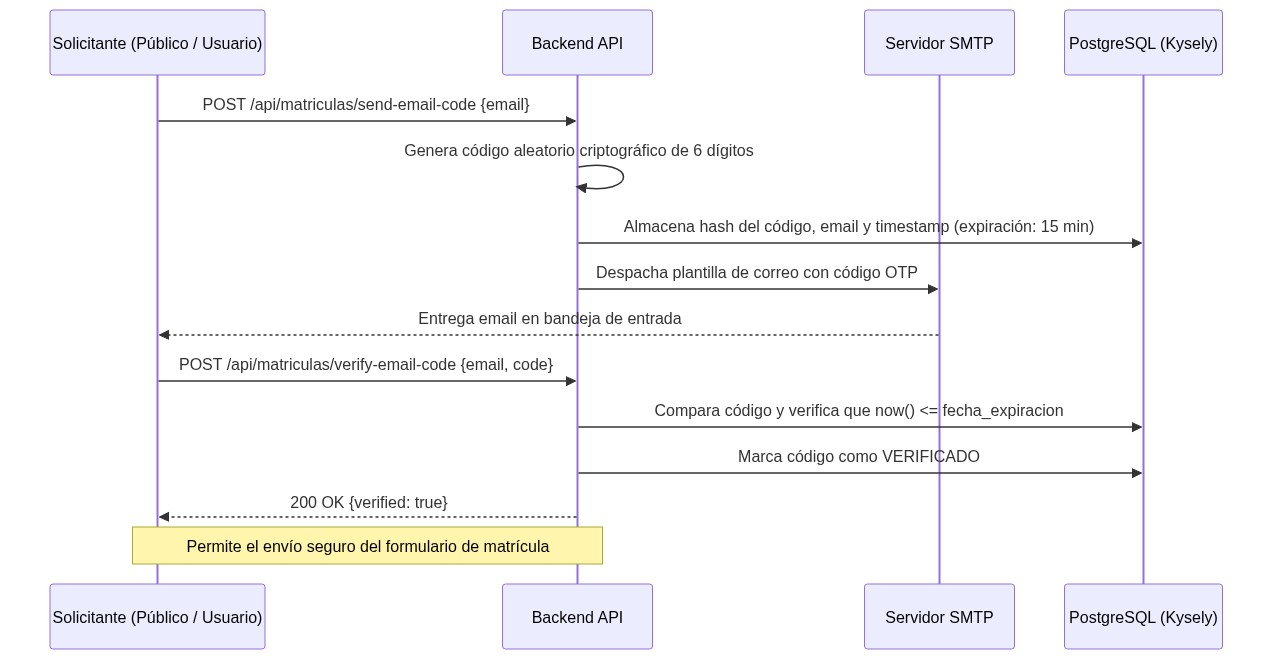 Solicitante (Público / Usuario)
Backend API
Servidor SMTP
PostgreSQL (Kysely)
POST /api/matriculas/send-email-code {email}
Genera código aleatorio criptográfico de 6 dígitos
Almacena hash del código, email y timestamp (expiración: 15 min)
Despacha plantilla de correo con código OTP
Entrega email en bandeja de entrada
POST /api/matriculas/verify-email-code {email, code}
Compara código y verifica que now() <= fecha_expiracion
Marca código como VERIFICADO
200 OK {verified: true}
Permite el envío seguro del formulario de matrícula
Solicitante (Público / Usuario)
Backend API
Servidor SMTP
PostgreSQL (Kysely)